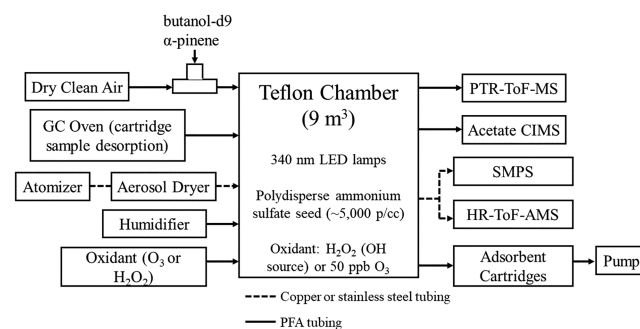 butanol-d9
α-pinene
Dry Clean Air
GC Oven (cartridge
sample desorption)
Atomizer
Aerosol Dryer
Humidifier
Oxidant (O₃ or
H₂O₂)
Teflon Chamber
(9 m³)
340 nm LED lamps
Polydisperse ammonium
sulfate seed (~5,000 p/cc)
Oxidant: H₂O₂ (OH
source) or 50 ppb O₃
PTR-ToF-MS
Acetate CIMS
SMPS
HR-ToF-AMS
Adsorbent
Cartridges
Pump
Copper or stainless steel tubing
PFA tubing